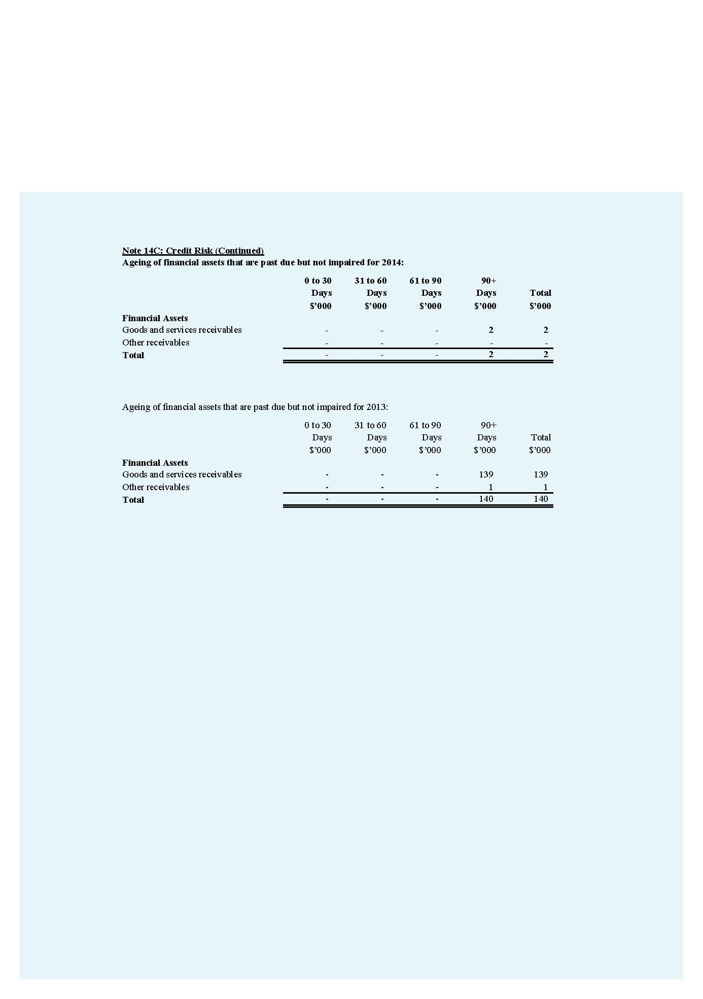 Note 14C: Credit Risk (Continued)
Ageing of financial assets that are past due but not impaired for 2014:
0 to 30 31 to 60 61 to 90 90+
Days Days Days Days Total
$’000 $’000 $’000 $’000 $’000
Financial Assets
Goods and services receivables - - - 2 2
Other receivables - - - - -
Total - - - 2 2
Ageing of financial assets that are past due but not impaired for 2013:
0 to 30 31 to 60 61 to 90 90+
Days Days Days Days Total
$’000 $’000 $’000 $’000 $’000
Financial Assets
Goods and services receivables - - - 139 139
Other receivables - - - 1 1
Total - - - 140 140